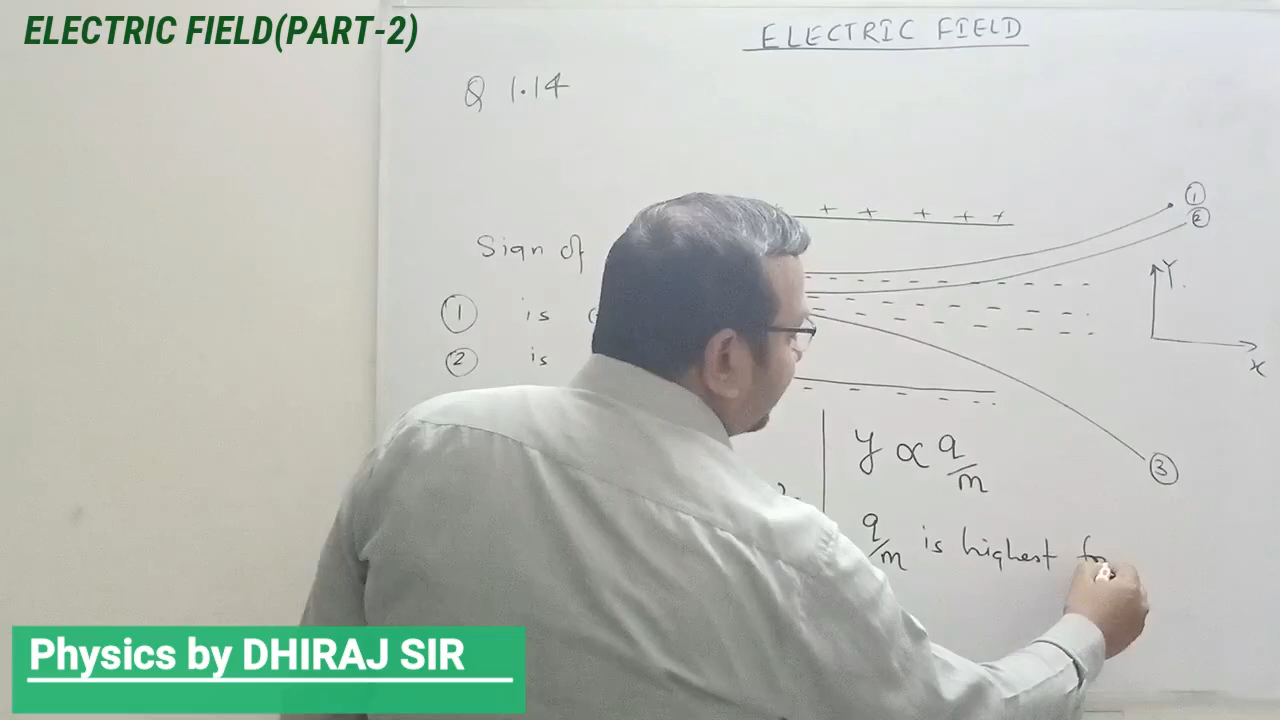 ELECTRIC FIELD(PART-2)
ELECTRIC FIELD
Q 1.14
+ + + + +
1
2
Sign of
Y
X
1 is
2 is
3
y ∝ q/m
q/m is highest for
Physics by DHIRAJ SIR